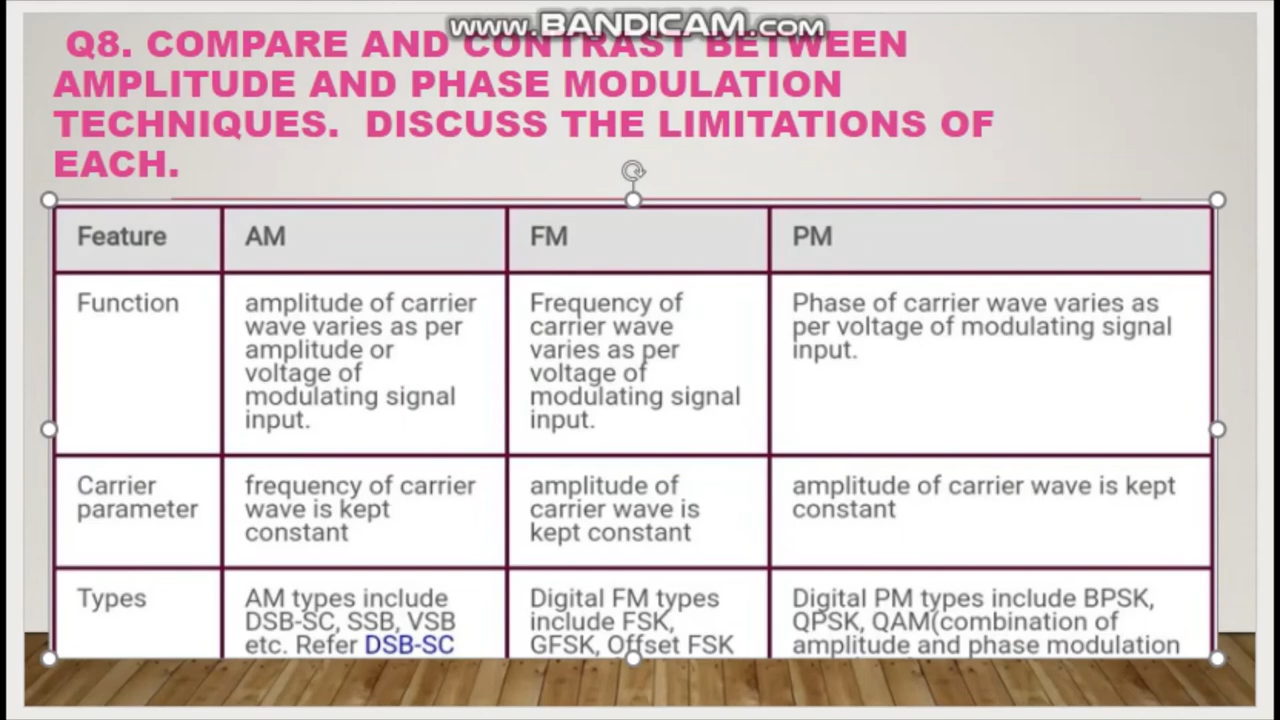 www.BANDICAM.com
Q8. COMPARE AND CONTRAST BETWEEN
AMPLITUDE AND PHASE MODULATION
TECHNIQUES. DISCUSS THE LIMITATIONS OF
EACH.
Feature
AM
FM
PM
Function
amplitude of carrier
wave varies as per
amplitude or
voltage of
modulating signal
input.
Frequency of
carrier wave
varies as per
voltage of
modulating signal
input.
Phase of carrier wave varies as
per voltage of modulating signal
input.
Carrier
parameter
frequency of carrier
wave is kept
constant
amplitude of
carrier wave is
kept constant
amplitude of carrier wave is kept
constant
Types
AM types include
DSB-SC, SSB, VSB
etc. Refer DSB-SC
Digital FM types
include FSK,
GFSK, Offset FSK
Digital PM types include BPSK,
QPSK, QAM(combination of
amplitude and phase modulation